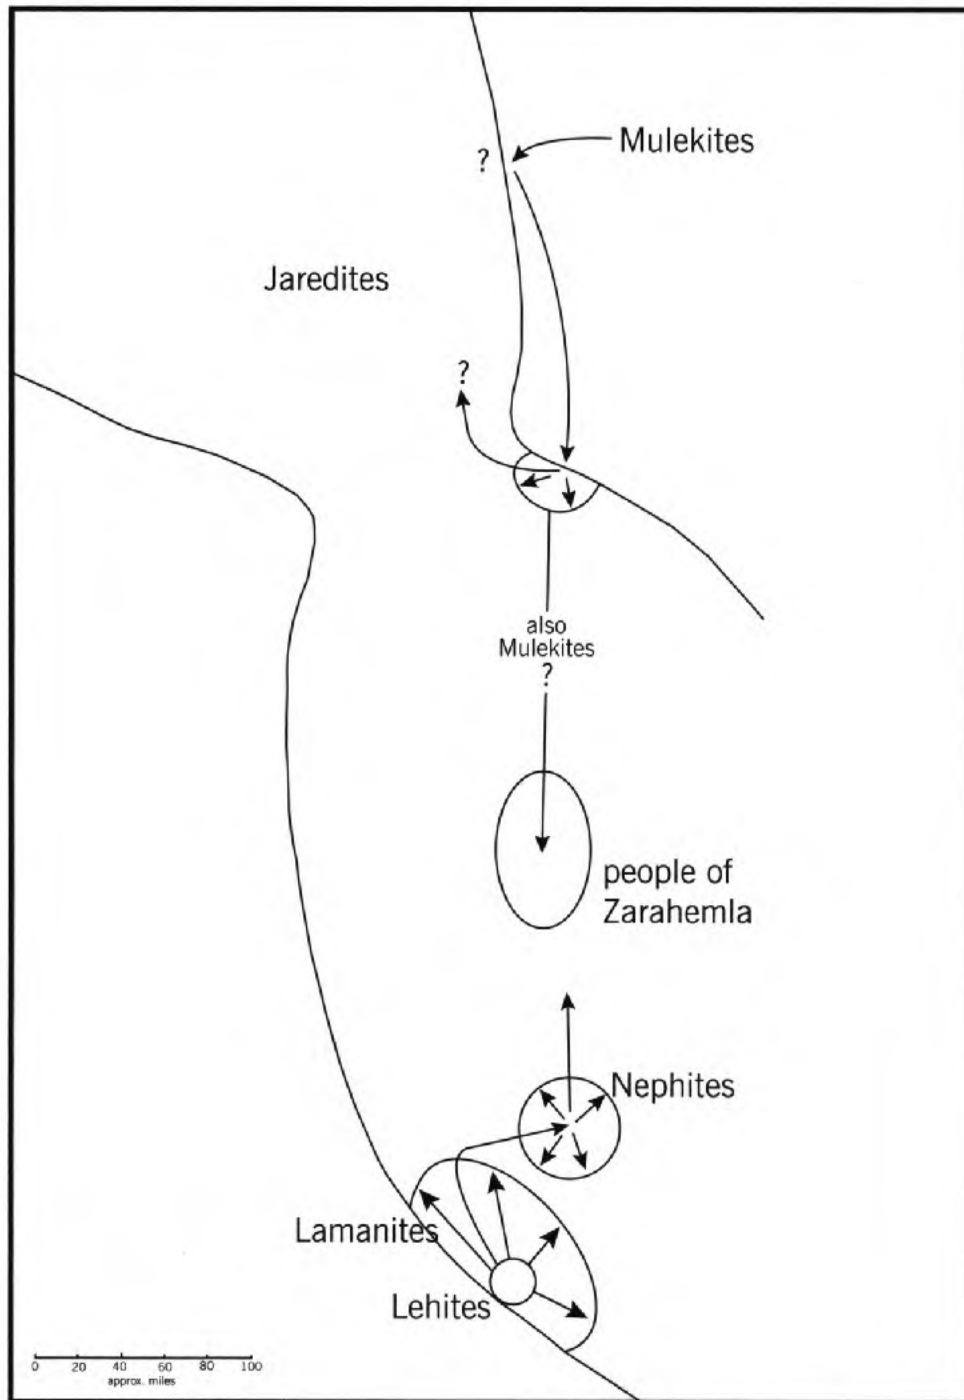 Mulekites
?
Jaredites
?
also
Mulekites
?
people of
Zarahemla
Nephites
Lamanites
Lehites
0 20 40 60 80 100
approx. miles